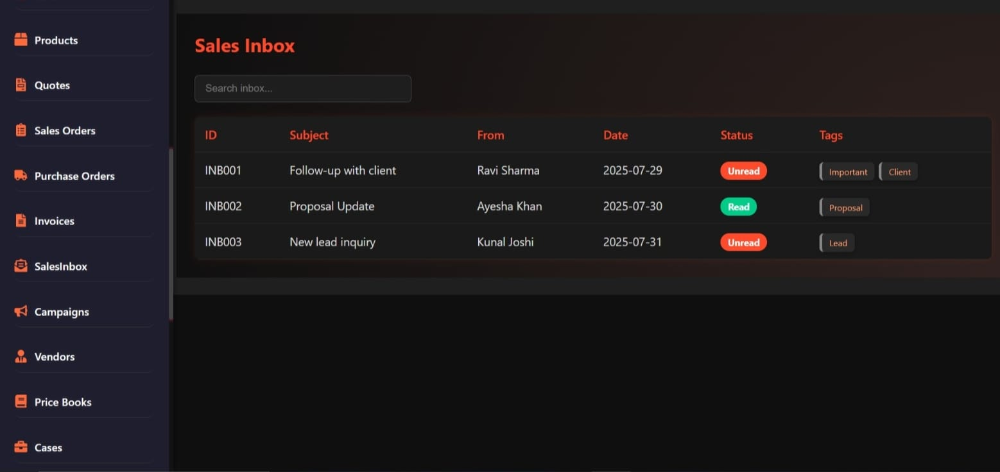 Products
Quotes
Sales Orders
Purchase Orders
Invoices
SalesInbox
Campaigns
Vendors
Price Books
Cases
Sales Inbox
Search inbox...
ID Subject From Date Status Tags
INB001 Follow-up with client Ravi Sharma 2025-07-29 Unread Important Client
INB002 Proposal Update Ayesha Khan 2025-07-30 Read Proposal
INB003 New lead inquiry Kunal Joshi 2025-07-31 Unread Lead